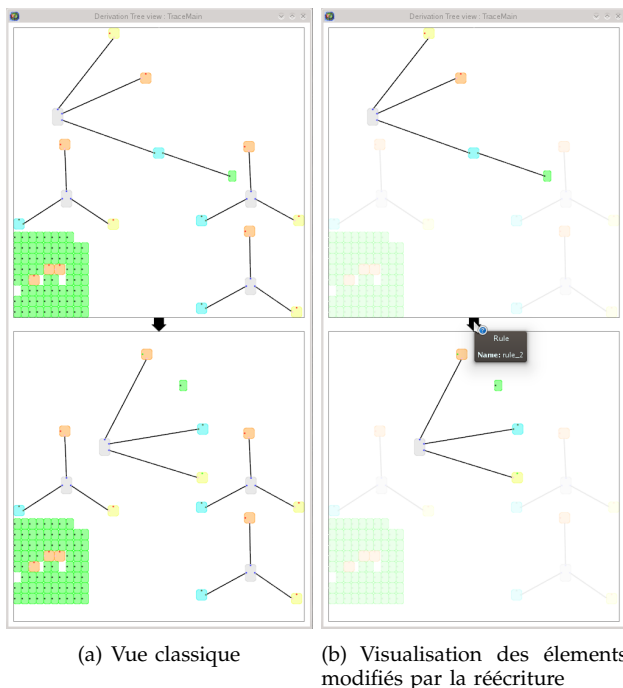 Derivation Tree view : TraceMain
Derivation Tree view : TraceMain
Rule
Name: rule_2
(a) Vue classique
(b) Visualisation des élements
modifiés par la réécriture